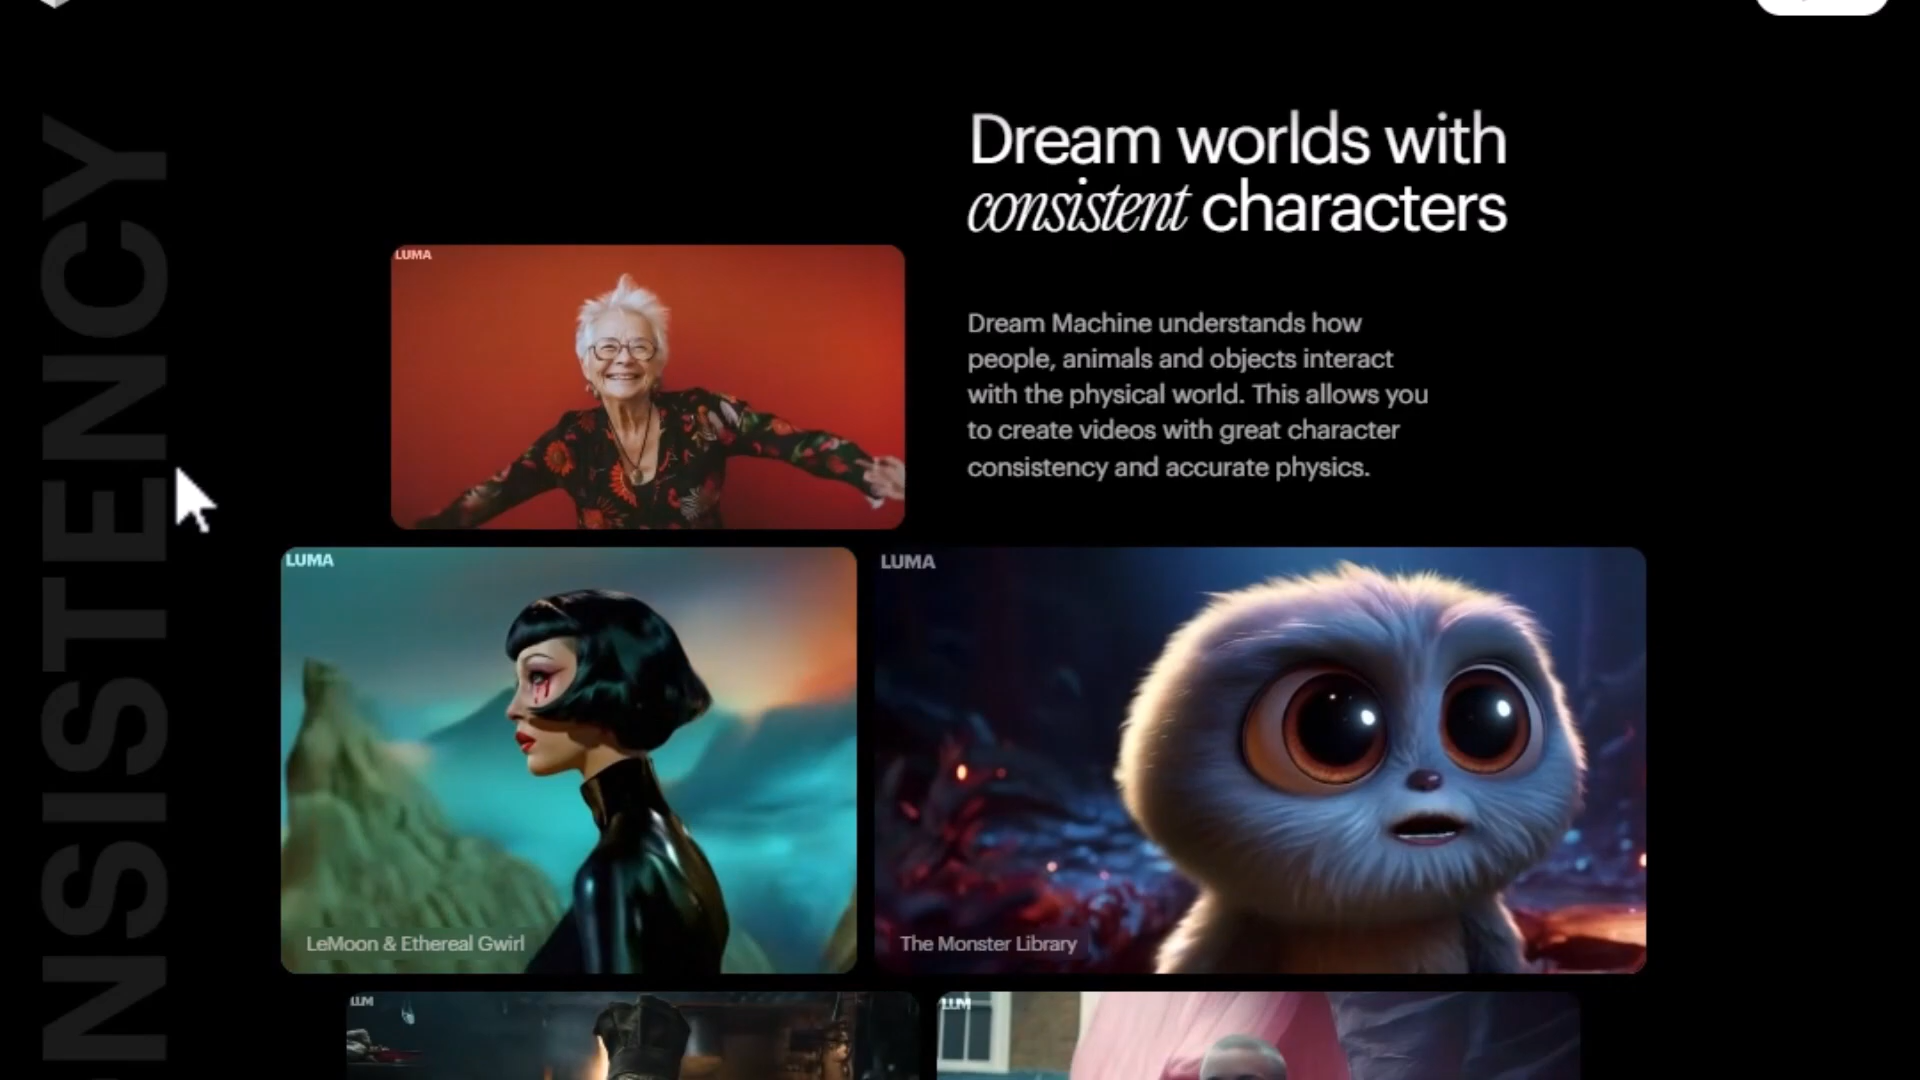 NSISTENCY
Dream worlds with
consistent characters
LUMA
Dream Machine understands how
people, animals and objects interact
with the physical world. This allows you
to create videos with great character
consistency and accurate physics.
LUMA
LeMoon & Ethereal Gwirl
LUMA
The Monster Library